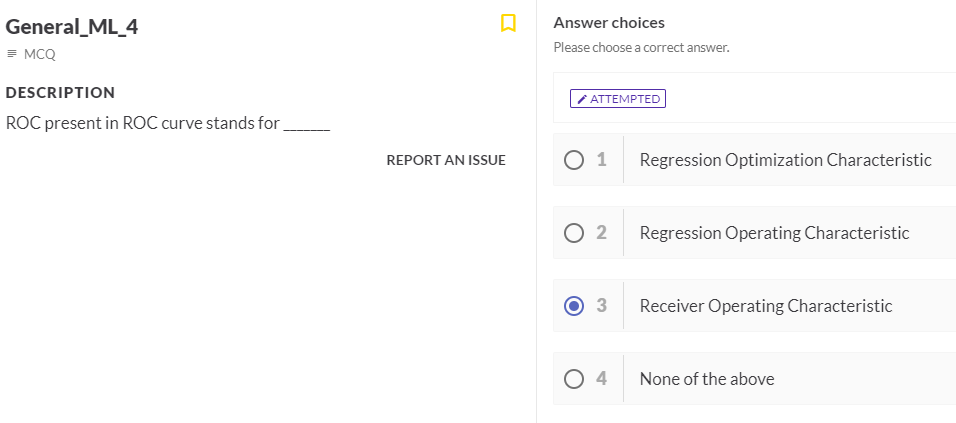 General_ML_4
MCQ
DESCRIPTION
ROC present in ROC curve stands for _______
REPORT AN ISSUE
Answer choices
Please choose a correct answer.
ATTEMPTED
1 Regression Optimization Characteristic
2 Regression Operating Characteristic
3 Receiver Operating Characteristic
4 None of the above